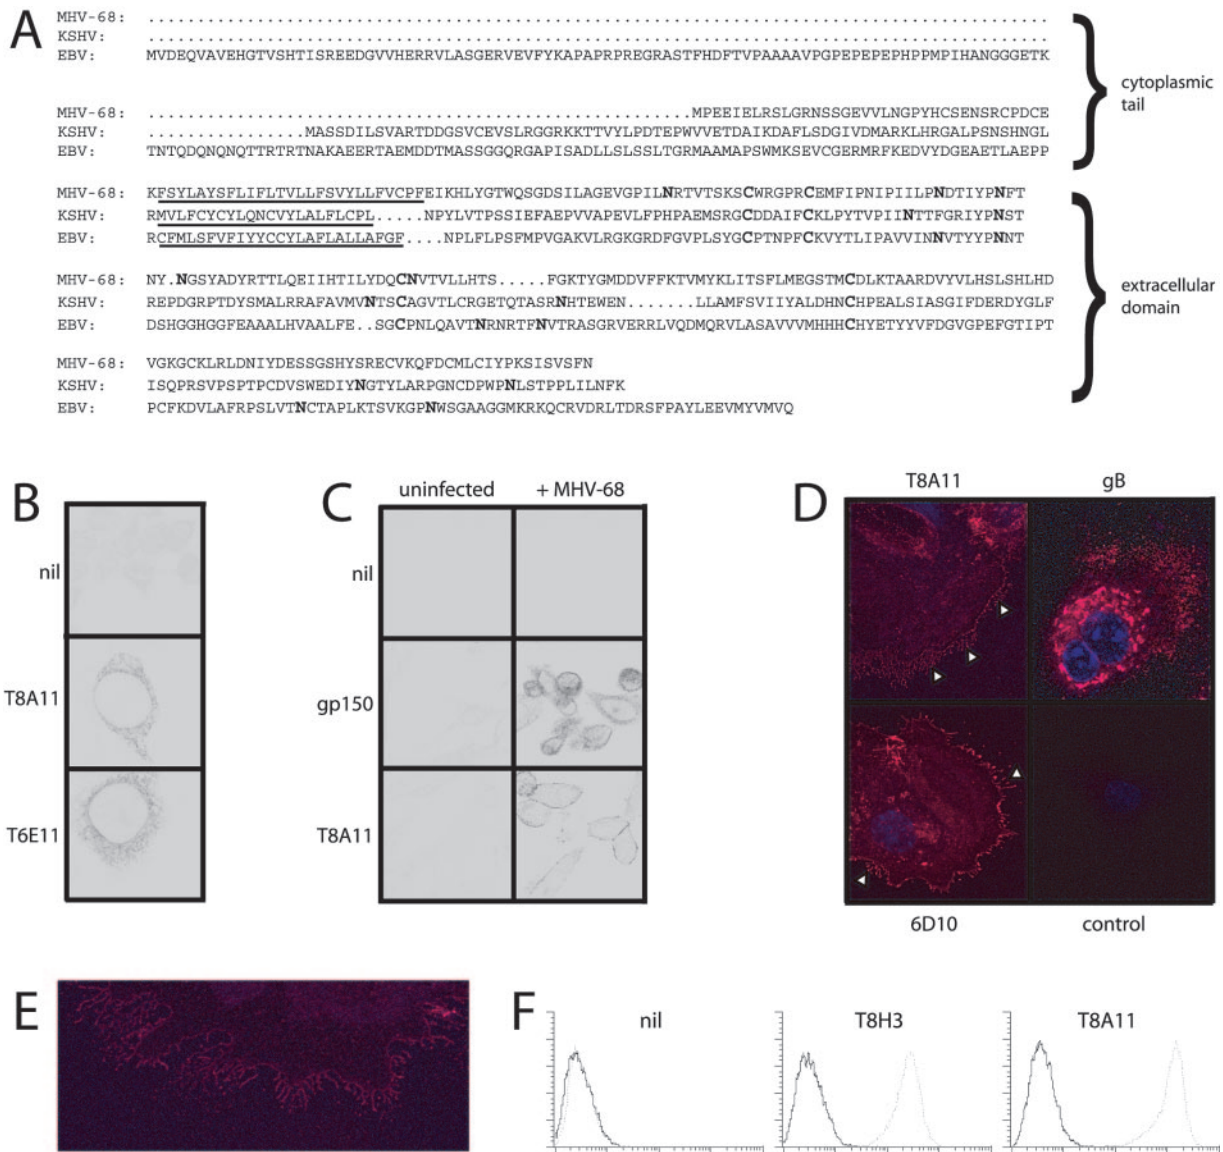 A
MHV-68: ..........................................................................................
KSHV: ..........................................................................................
EBV: MVDEQVAVEHGTVSHTISREEDGVVHERRVLASGERVEVFYKAPAPRPREGRASTFHDFTVPAAAAVPGPEPEPEPHPPMPIHANGGGETK
cytoplasmic
tail
MHV-68: ......................................................MPEEIELRSLGRNSSGEVVLNGPYHCSENSRCPDCE
KSHV: ................MASSDILSVARTDDGSVCEVSLRGGRKKTTVYLPDTEPWVVETDAIKDAFLSDGIVDMARKLHRGALPSNSHNGL
EBV: TNTQDQNQNQTTRTRTNAKAEERTAEMDDTMASSGGQRGAPISADLLSLSSLTGRMAAMAPSWMKSEVCGERMRFKEDVYDGEAETLAEPP
MHV-68: KFSYLAYSFLIFLTVLLFSVYLLFVCPFEIKHLYGTWQSGDSILAGEVGPILNRTVTSKSCWRGPRCEMFIPNIPIILPNDTIYPNFT
KSHV: RMVLFCYCYLQNCVYLALFLCPL.....NPYLVTPSSIEFAEPVVAPEVLFPHPAEMSRGCDDAIFCKLPYTVPIINTTFGRIYPNST
EBV: RCFMLSFVFIYYCCYLAFLALLAFGF....NPLFLPSFMPVGAKVLRGKGRDFGVPLSYGCPTNPFCKVYTLIPAVVINNVTYYPNNT
extracellular
domain
MHV-68: NY.NGSYADYRTTLQEIIHTILYDQCNVTVLLHTS.....FGKTYGMDDVFFKTVMYKLITSFLMEGSTMCDLKTAARDVYVLHSLSHLHD
KSHV: REPDGRPTDYSMALRRAFAVMVNTSCAGVTLCRGETQTASRNHTEWEN.......LLAMFSVIIYALDHNCHPEALSIASGIFDERDYGLF
EBV: DSHGGHGGFEAAALHVAALFE..SGCPNLQAVTNRNRTFNVTRASGRVERRLVQDMQRVLASAVVVMHHHCHYETYYVFDGVGPEFGTIPT
MHV-68: VGKGCKLRLDNIYDESSGSHYSRECVKQFDCMLCIYPKSISVSFN
KSHV: ISQPRSVPSPTPCDVSWEDIYNGTYLARPGNCDPWPNLSTPPLILNFK
EBV: PCFKDVLAFRPSLVTNCTAPLKTSVKGPNWSGAAGGMKRKQCRVDRLTDRSFPAYLEEVMYVMVQ
B
nil
T8A11
T6E11
C
uninfected
+ MHV-68
nil
gp150
T8A11
D
T8A11
gB
6D10
control
E
F
nil
T8H3
T8A11